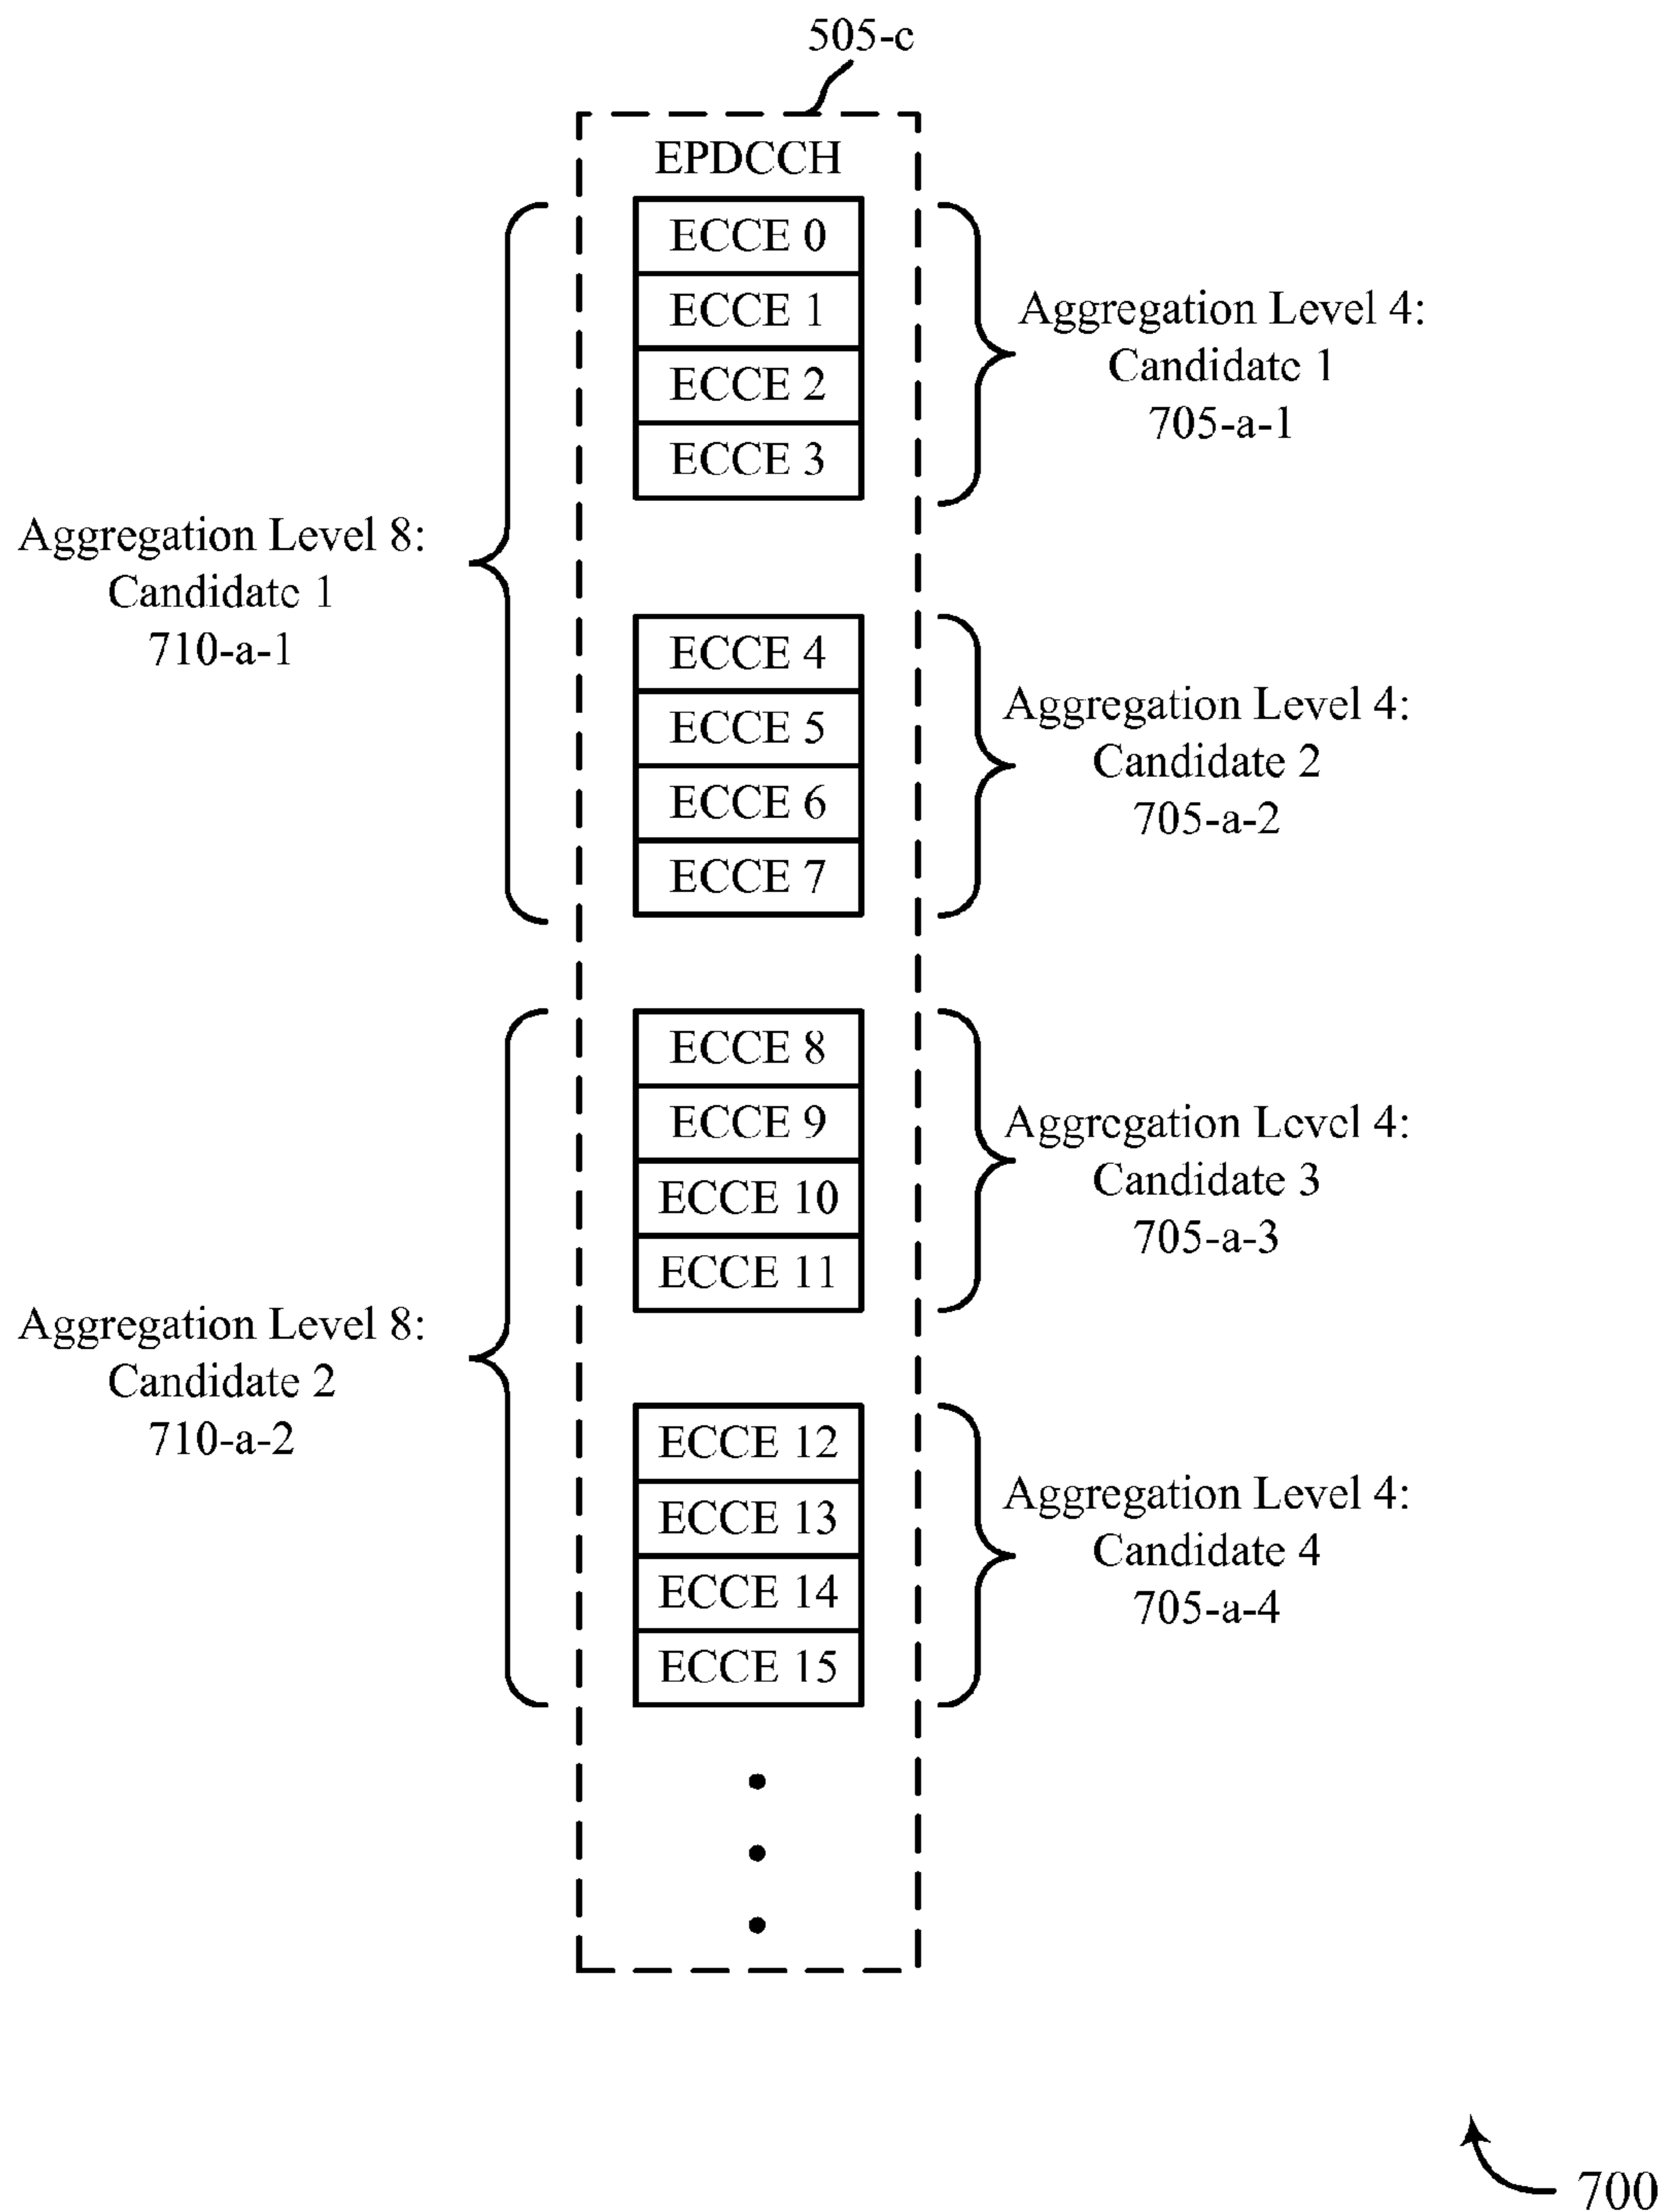 505-c
EPDCCH
ECCE 0
ECCE 1
ECCE 2
ECCE 3
Aggregation Level 4:
Candidate 1
705-a-1
Aggregation Level 8:
Candidate 1
710-a-1
ECCE 4
ECCE 5
ECCE 6
ECCE 7
Aggregation Level 4:
Candidate 2
705-a-2
ECCE 8
ECCE 9
ECCE 10
ECCE 11
Aggregation Level 4:
Candidate 3
705-a-3
Aggregation Level 8:
Candidate 2
710-a-2
ECCE 12
ECCE 13
ECCE 14
ECCE 15
Aggregation Level 4:
Candidate 4
705-a-4
700